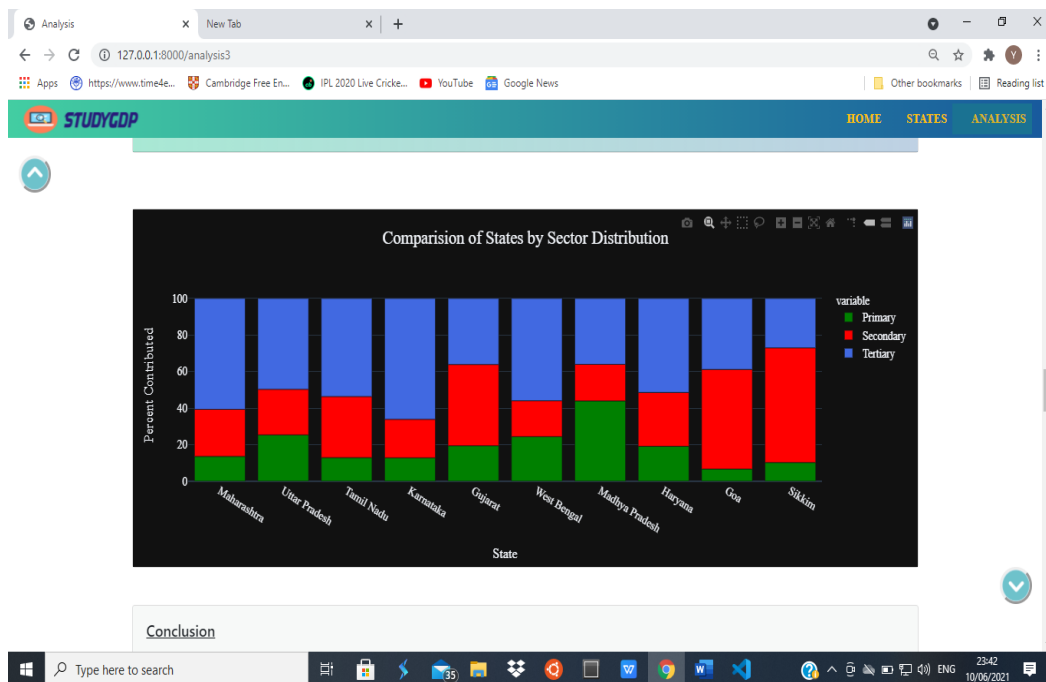 Analysis
New Tab
127.0.0.1:8000/analysis3
Y
Apps
https://www.time4e...
Cambridge Free En...
IPL 2020 Live Cricke...
YouTube
Google News
Other bookmarks
Reading list
STUDYGDP
HOME
STATES
ANALYSIS
Comparision of States by Sector Distribution
variable
Primary
Secondary
Tertiary
Percent Contributed
100
80
60
40
20
0
Maharashtra
Uttar Pradesh
Tamil Nadu
Karnataka
Gujarat
West Bengal
Madhya Pradesh
Haryana
Goa
Sikkim
State
Conclusion
Type here to search
35
ENG
23:42
10/06/2021